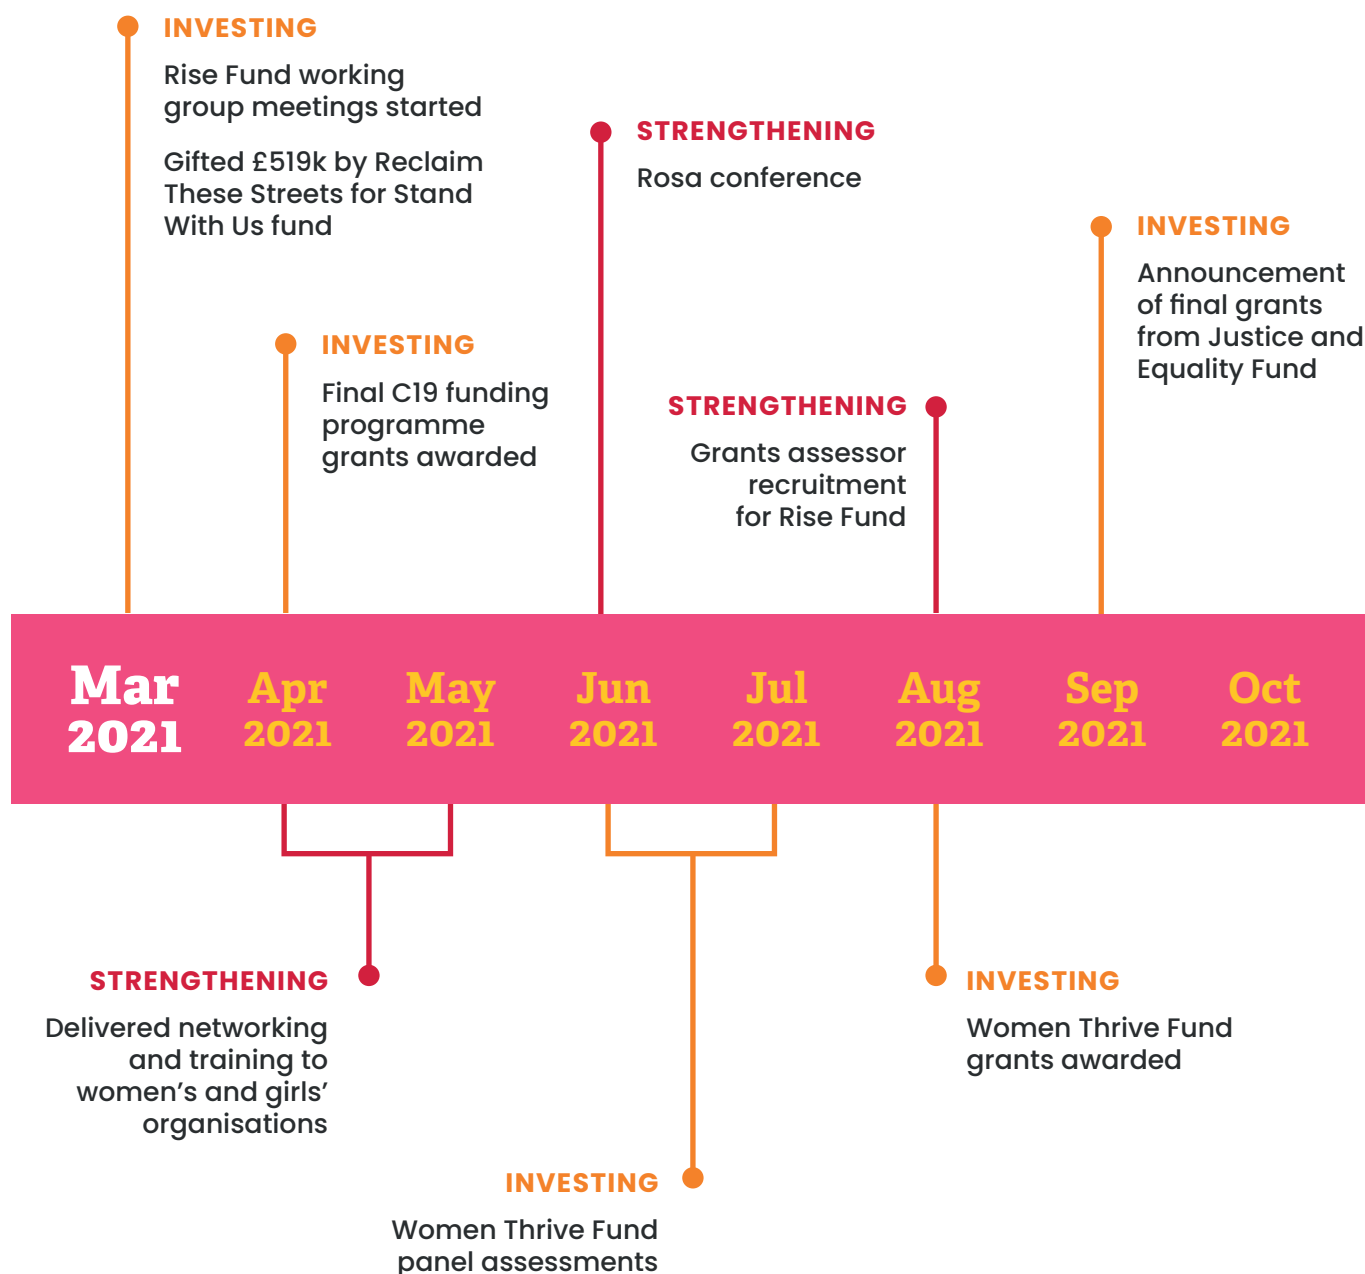 INVESTING
Rise Fund working
group meetings started
Gifted £519k by Reclaim
These Streets for Stand
With Us fund
STRENGTHENING
Rosa conference
INVESTING
Announcement
of final grants
from Justice and
Equality Fund
INVESTING
Final C19 funding
programme
grants awarded
STRENGTHENING
Grants assessor
recruitment
for Rise Fund
Mar
2021
Apr
2021
May
2021
Jun
2021
Jul
2021
Aug
2021
Sep
2021
Oct
2021
STRENGTHENING
Delivered networking
and training to
women’s and girls’
organisations
INVESTING
Women Thrive Fund
grants awarded
INVESTING
Women Thrive Fund
panel assessments